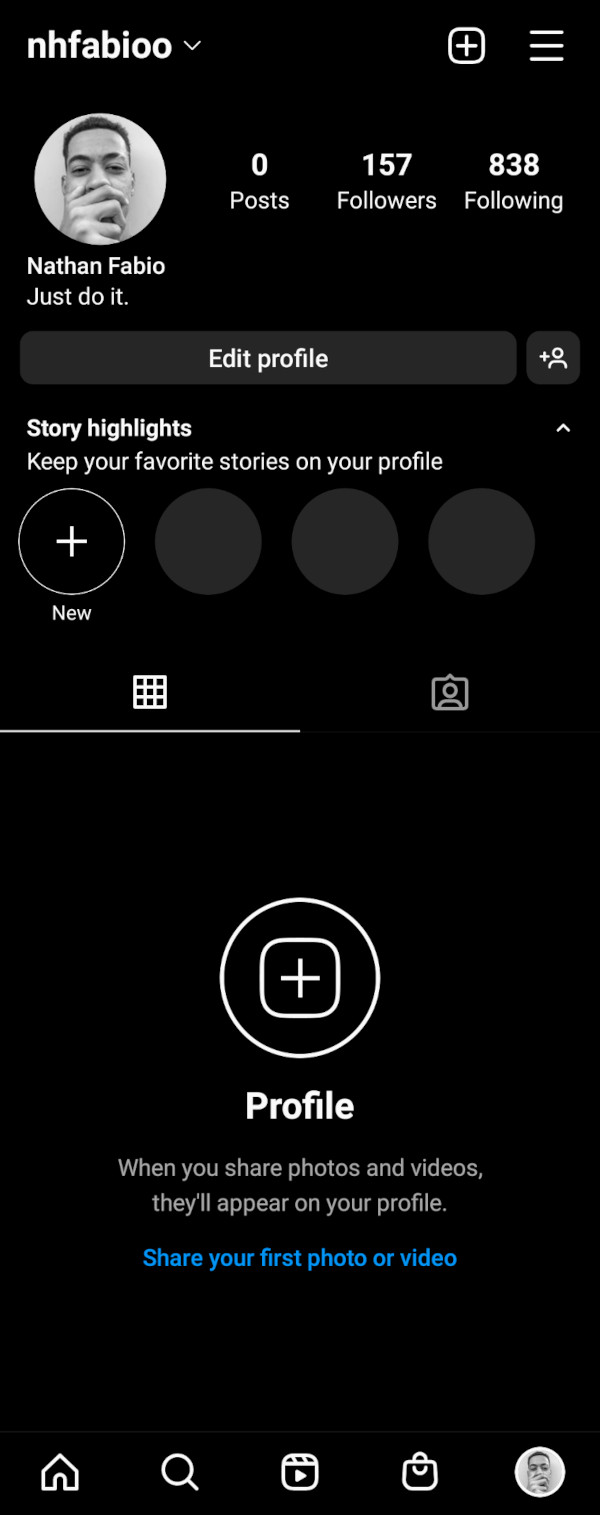 nhfabioo
0 157 838
Posts Followers Following
Nathan Fabio
Just do it.
Edit profile
Story highlights
Keep your favorite stories on your profile
New
Profile
When you share photos and videos,
they'll appear on your profile.
Share your first photo or video